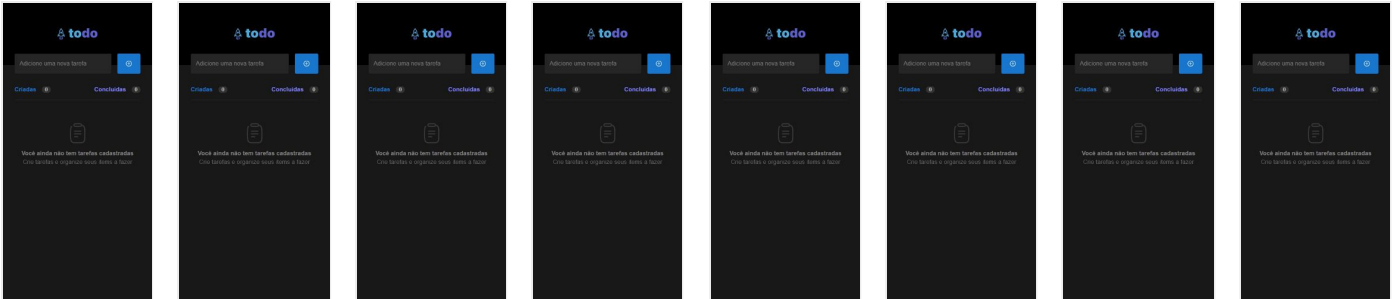 todo
Adicione uma nova tarefa
Criadas 0 Concluídas 0
Você ainda não tem tarefas cadastradas
Crie tarefas e organize seus items a fazer
todo
Adicione uma nova tarefa
Criadas 0 Concluídas 0
Você ainda não tem tarefas cadastradas
Crie tarefas e organize seus items a fazer
todo
Adicione uma nova tarefa
Criadas 0 Concluídas 0
Você ainda não tem tarefas cadastradas
Crie tarefas e organize seus items a fazer
todo
Adicione uma nova tarefa
Criadas 0 Concluídas 0
Você ainda não tem tarefas cadastradas
Crie tarefas e organize seus items a fazer
todo
Adicione uma nova tarefa
Criadas 0 Concluídas 0
Você ainda não tem tarefas cadastradas
Crie tarefas e organize seus items a fazer
todo
Adicione uma nova tarefa
Criadas 0 Concluídas 0
Você ainda não tem tarefas cadastradas
Crie tarefas e organize seus items a fazer
todo
Adicione uma nova tarefa
Criadas 0 Concluídas 0
Você ainda não tem tarefas cadastradas
Crie tarefas e organize seus items a fazer
todo
Adicione uma nova tarefa
Criadas 0 Concluídas 0
Você ainda não tem tarefas cadastradas
Crie tarefas e organize seus items a fazer